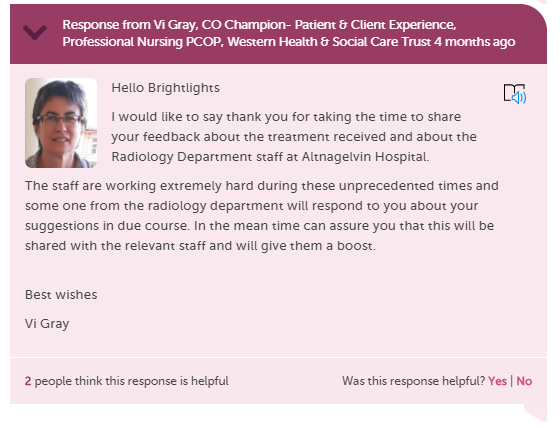 Response from Vi Gray, CO Champion- Patient & Client Experience,
Professional Nursing PCOP, Western Health & Social Care Trust 4 months ago
Hello Brightlights
I would like to say thank you for taking the time to share
your feedback about the treatment received and about the
Radiology Department staff at Altnagelvin Hospital.
The staff are working extremely hard during these unprecedented times and
some one from the radiology department will respond to you about your
suggestions in due course. In the mean time can assure you that this will be
shared with the relevant staff and will give them a boost.
Best wishes
Vi Gray
2 people think this response is helpful
Was this response helpful? Yes | No